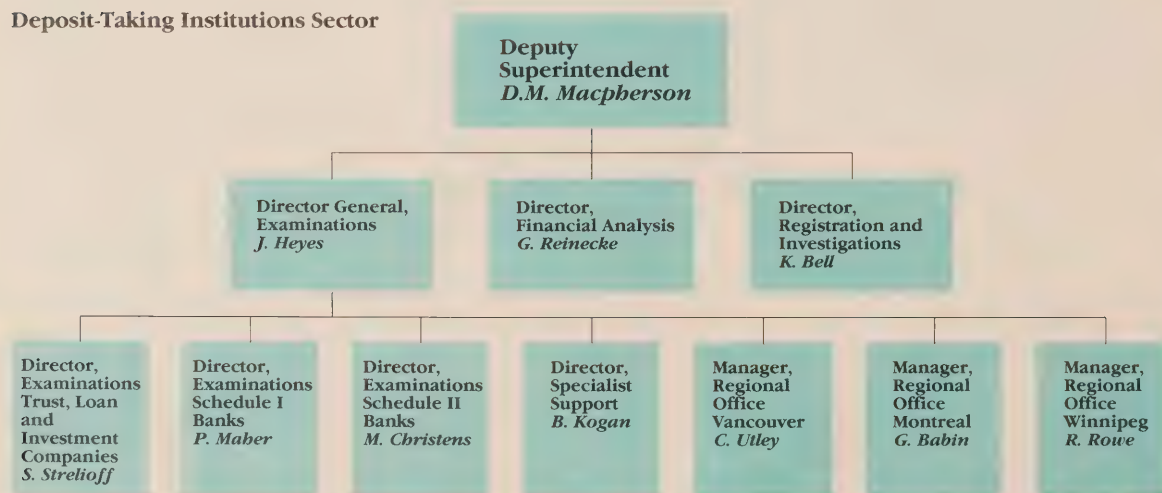 Deposit-Taking Institutions Sector
Deputy
Superintendent
D.M. Macpherson
Director General,
Examinations
J. Heyes
Director,
Financial Analysis
G. Reinecke
Director,
Registration and
Investigations
K. Bell
Director,
Examinations
Trust, Loan
and
Investment
Companies
S. Strelioff
Director,
Examinations
Schedule I
Banks
P. Maher
Director,
Examinations
Schedule II
Banks
M. Christens
Director,
Specialist
Support
B. Kogan
Manager,
Regional
Office
Vancouver
C. Utley
Manager,
Regional
Office
Montreal
G. Babin
Manager,
Regional
Office
Winnipeg
R. Rowe